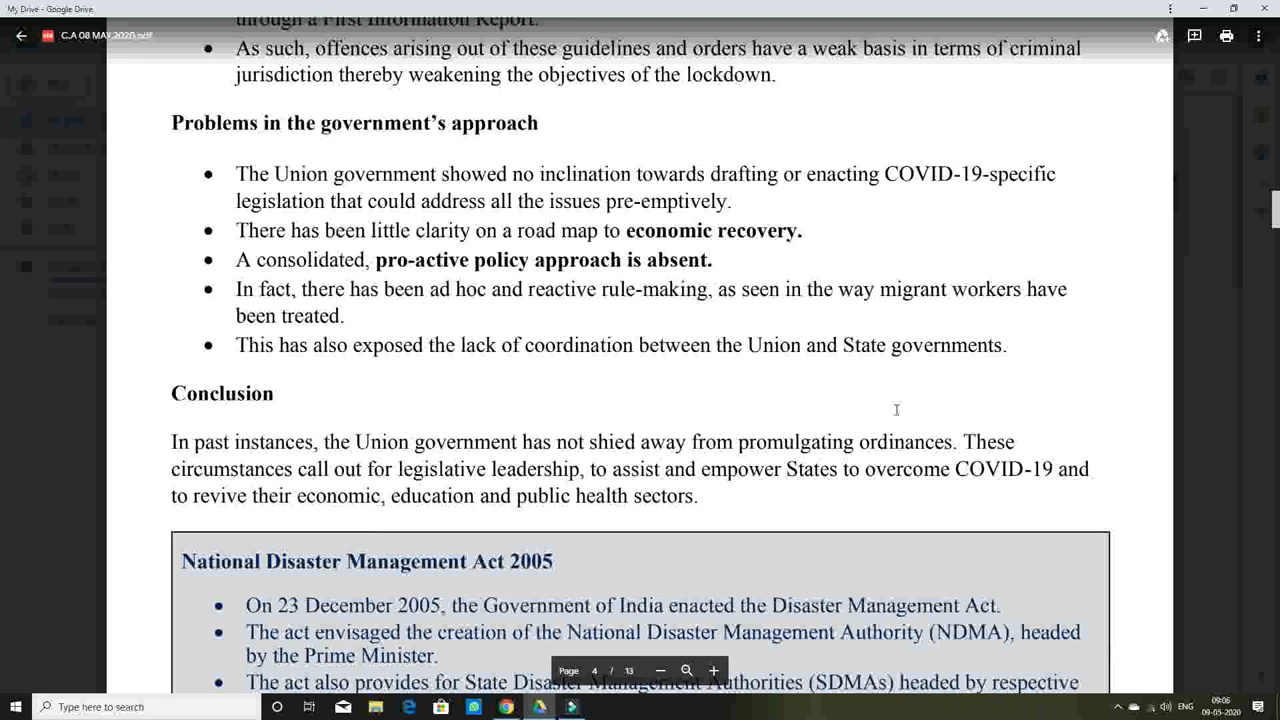 My Drive - Google Drive
through a First Information Report.
C.A 08 MAY 2020.pdf
• As such, offences arising out of these guidelines and orders have a weak basis in terms of criminal
jurisdiction thereby weakening the objectives of the lockdown.
Problems in the government’s approach
• The Union government showed no inclination towards drafting or enacting COVID-19-specific
legislation that could address all the issues pre-emptively.
• There has been little clarity on a road map to economic recovery.
• A consolidated, pro-active policy approach is absent.
• In fact, there has been ad hoc and reactive rule-making, as seen in the way migrant workers have
been treated.
• This has also exposed the lack of coordination between the Union and State governments.
Conclusion
In past instances, the Union government has not shied away from promulgating ordinances. These
circumstances call out for legislative leadership, to assist and empower States to overcome COVID-19 and
to revive their economic, education and public health sectors.
National Disaster Management Act 2005
• On 23 December 2005, the Government of India enacted the Disaster Management Act.
• The act envisaged the creation of the National Disaster Management Authority (NDMA), headed
by the Prime Minister.
• The act also provides for State Disaster Management Authorities (SDMAs) headed by respective
Page 4 / 13
Type here to search
ENG
09:06
09-05-2020